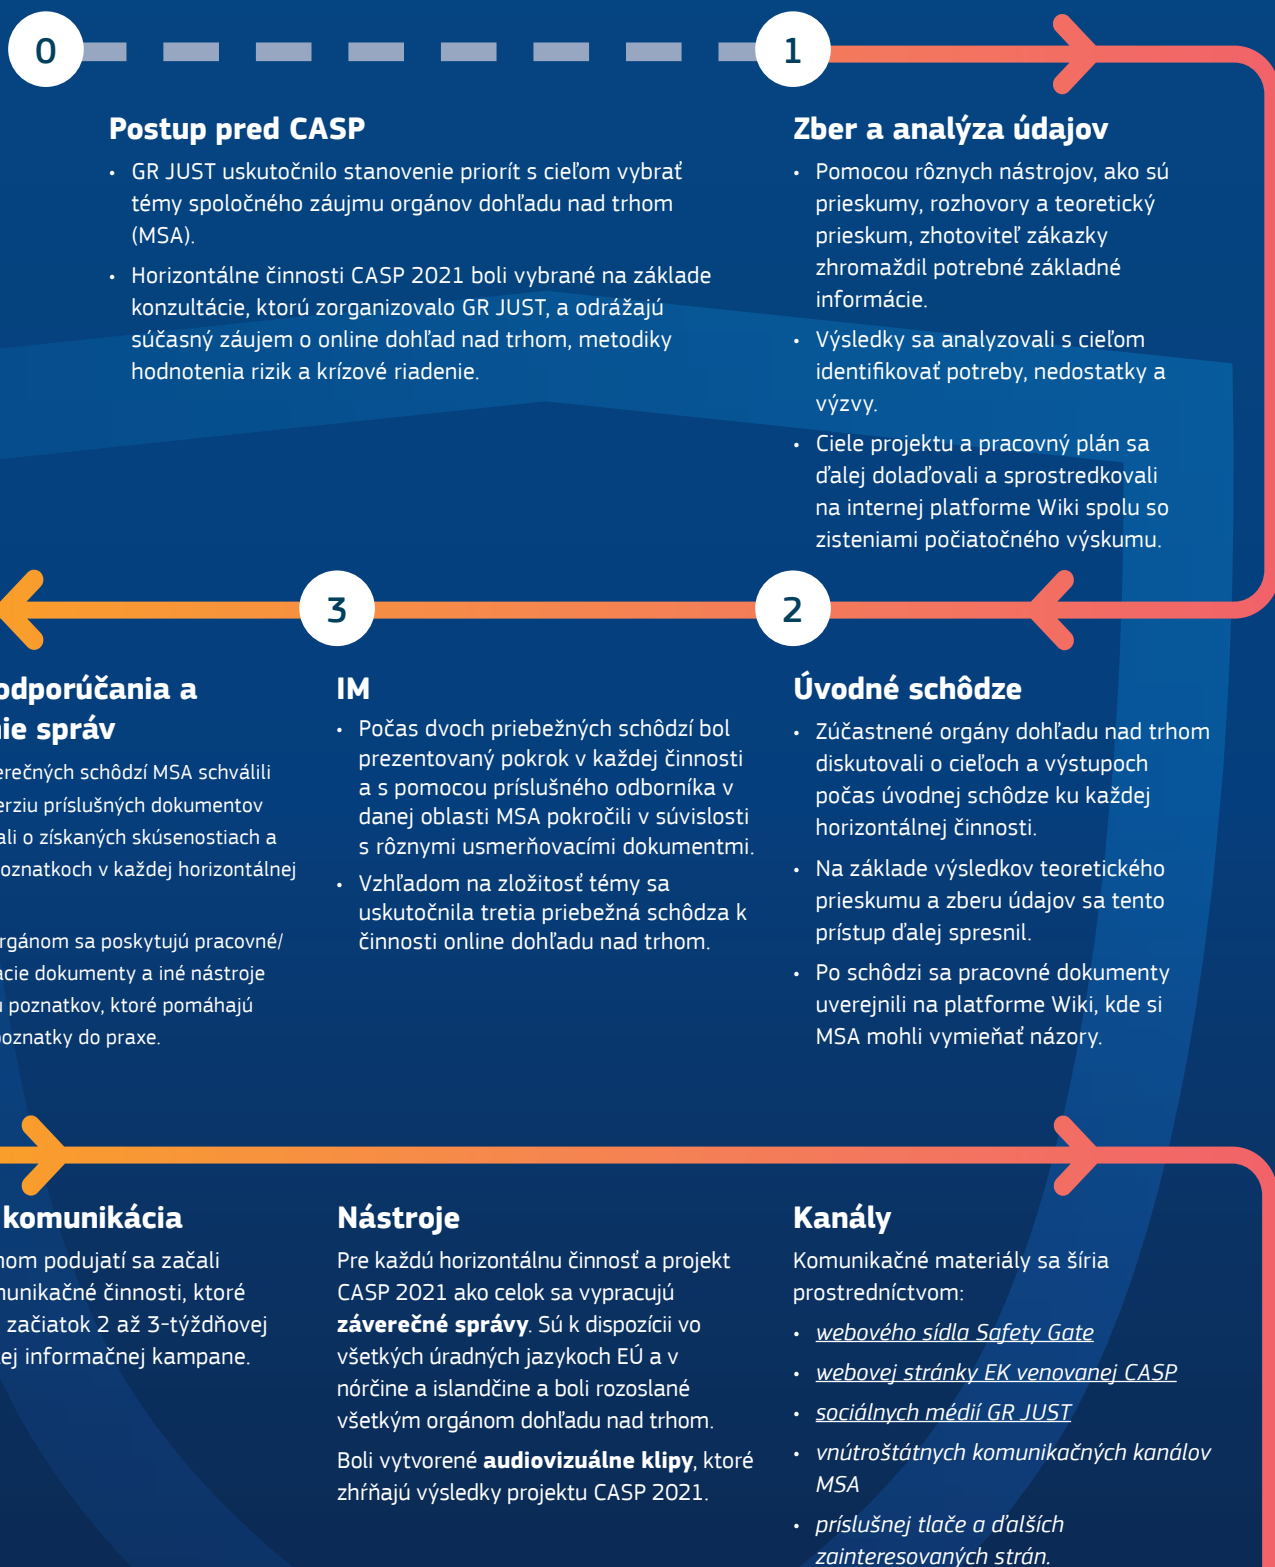 0
1
Postup pred CASP
• GR JUST uskutočnilo stanovenie priorít s cieľom vybrať
témy spoločného záujmu orgánov dohľadu nad trhom
(MSA).
• Horizontálne činnosti CASP 2021 boli vybrané na základe
konzultácie, ktorú zorganizovalo GR JUST, a odrážajú
súčasný záujem o online dohľad nad trhom, metodiky
hodnotenia rizik a krízové riadenie.
Zber a analýza údajov
• Pomocou rôznych nástrojov, ako sú
prieskumy, rozhovory a teoretický
prieskum, zhotoviteľ zákazky
zhromaždil potrebné základné
informácie.
• Výsledky sa analyzovali s cieľom
identifikovať potreby, nedostatky a
výzvy.
• Ciele projektu a pracovný plán sa
ďalej dolaďovali a sprostredkovali
na internej platforme Wiki spolu so
zisteniami počiatočného výskumu.
3
2
odporúčania a
nie správ
erečných schôdzí MSA schválili
erziu príslušných dokumentov
ali o získaných skúsenostiach a
oznatkoch v každej horizontálnej
rgánom sa poskytujú pracovné/
acie dokumenty a iné nástroje
u poznatkov, ktoré pomáhajú
oznatky do praxe.
IM
• Počas dvoch priebežných schôdzí bol
prezentovaný pokrok v každej činnosti
a s pomocou príslušného odborníka v
danej oblasti MSA pokročili v súvislosti
s rôznymi usmerňovacími dokumentmi.
• Vzhľadom na zložitosť témy sa
uskutočnila tretia priebežná schôdza k
činnosti online dohľadu nad trhom.
Úvodné schôdze
• Zúčastnené orgány dohľadu nad trhom
diskutovali o cieľoch a výstupoch
počas úvodnej schôdze ku každej
horizontálnej činnosti.
• Na základe výsledkov teoretického
prieskumu a zberu údajov sa tento
prístup ďalej spresnil.
• Po schôdzi sa pracovné dokumenty
uverejnili na platforme Wiki, kde si
MSA mohli vymieňať názory.
komunikácia
nom podujatí sa začali
munikačné činnosti, ktoré
začiatok 2 až 3-týždňovej
ej informačnej kampane.
Nástroje
Pre každú horizontálnu činnosť a projekt
CASP 2021 ako celok sa vypracujú
záverečné správy. Sú k dispozícii vo
všetkých úradných jazykoch EÚ a v
nórčine a islandčine a boli rozoslané
všetkým orgánom dohľadu nad trhom.
Boli vytvorené audiovizuálne klipy, ktoré
zhŕňajú výsledky projektu CASP 2021.
Kanály
Komunikačné materiály sa šíria
prostredníctvom:
• webového sídla Safety Gate
• webovej stránky EK venovanej CASP
• sociálnych médií GR JUST
• vnútroštátnych komunikačných kanálov
MSA
• príslušnej tlače a ďalších
zainteresovaných strán.